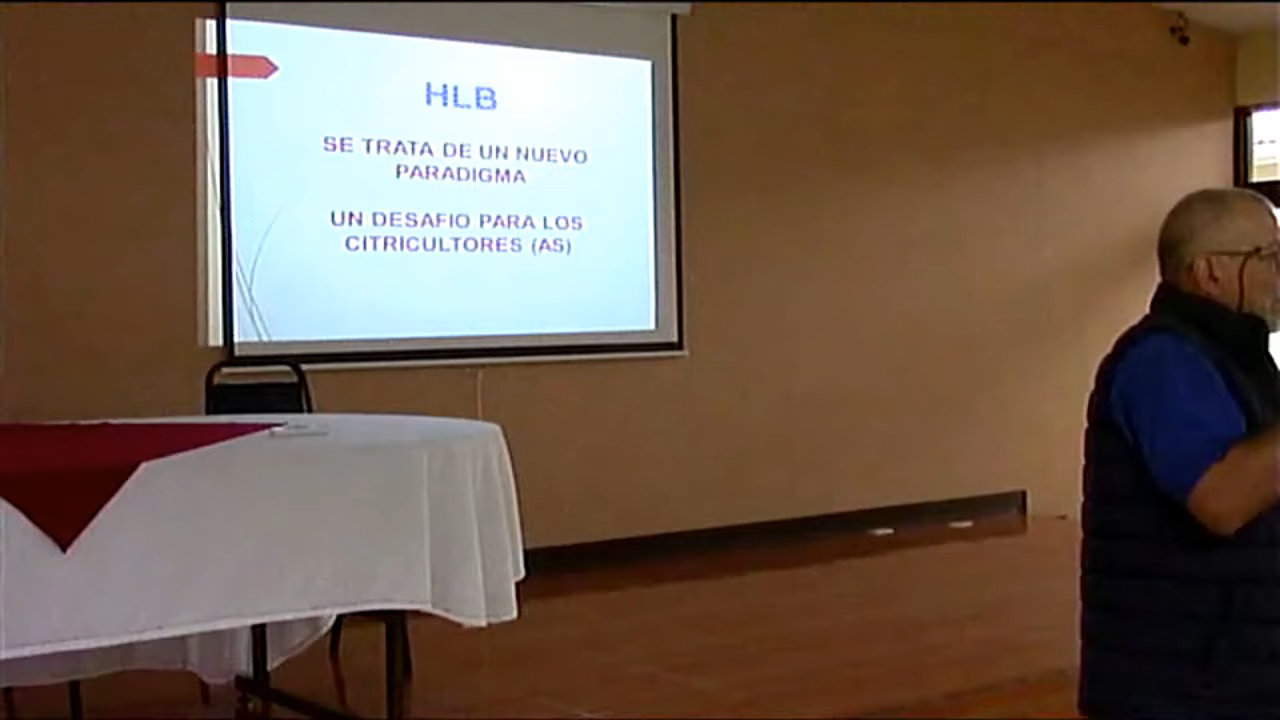 HLB
SE TRATA DE UN NUEVO
PARADIGMA
UN DESAFIO PARA LOS
CITRICULTORES (AS)